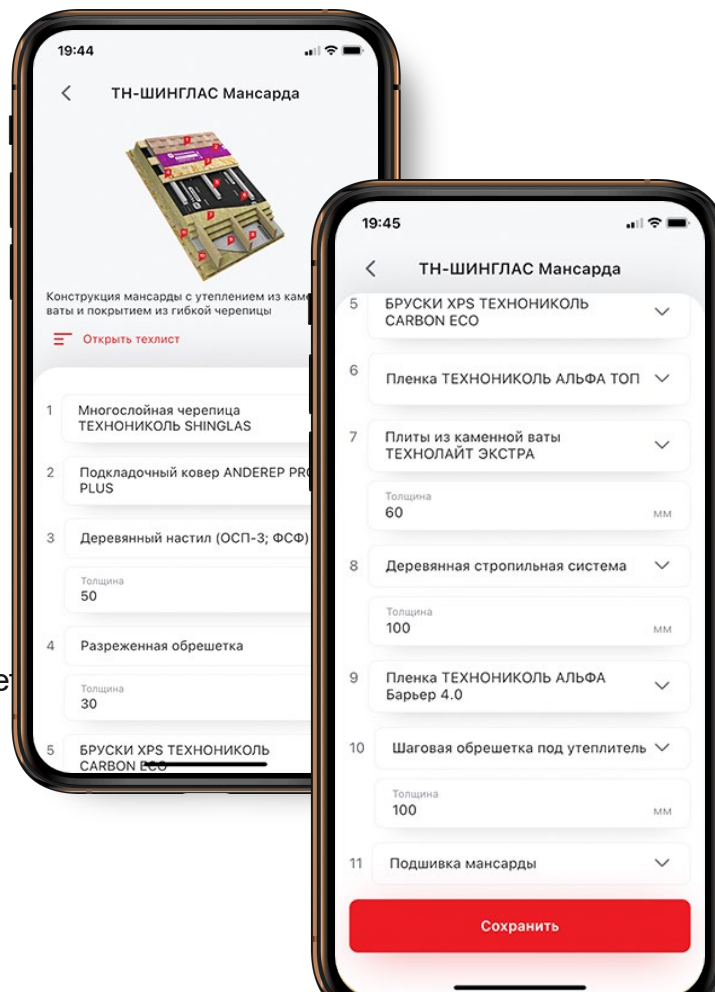 19:44
ТН-ШИНГЛАС Мансарда
Конструкция мансарды с утеплением из
ваты и покрытием из гибкой черепицы
Открыть техлист
1 Многослойная черепица
ТЕХНОНИКОЛЬ SHINGLAS
2 Подкладочный ковер ANDEREP
PLUS
3 Деревянный настил (ОСП-3; ФСФ)
Толщина
50
4 Разреженная обрешетка
Толщина
30
5 БРУСКИ XPS ТЕХНОНИКОЛЬ
CARBON ECO
19:45
ТН-ШИНГЛАС Мансарда
5 БРУСКИ XPS ТЕХНОНИКОЛЬ
CARBON ECO
6 Пленка ТЕХНОНИКОЛЬ АЛЬФА ТОП
7 Плиты из каменной ваты
ТЕХНОЛАЙТ ЭКСТРА
Толщина
60 мм
8 Деревянная стропильная система
Толщина
100 мм
9 Пленка ТЕХНОНИКОЛЬ АЛЬФА
Барьер 4.0
10 Шаговая обрешетка под утеплитель
Толщина
100 мм
11 Подшивка мансарды
Сохранить